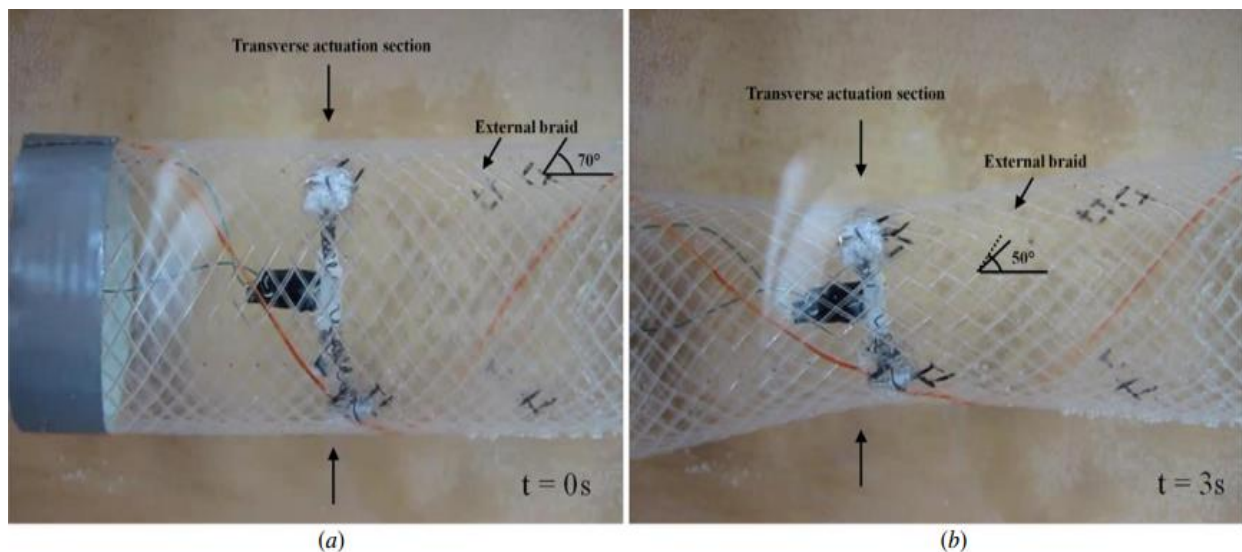 Transverse actuation section
External braid
70°
t = 0s
(a)
Transverse actuation section
External braid
50°
t = 3s
(b)